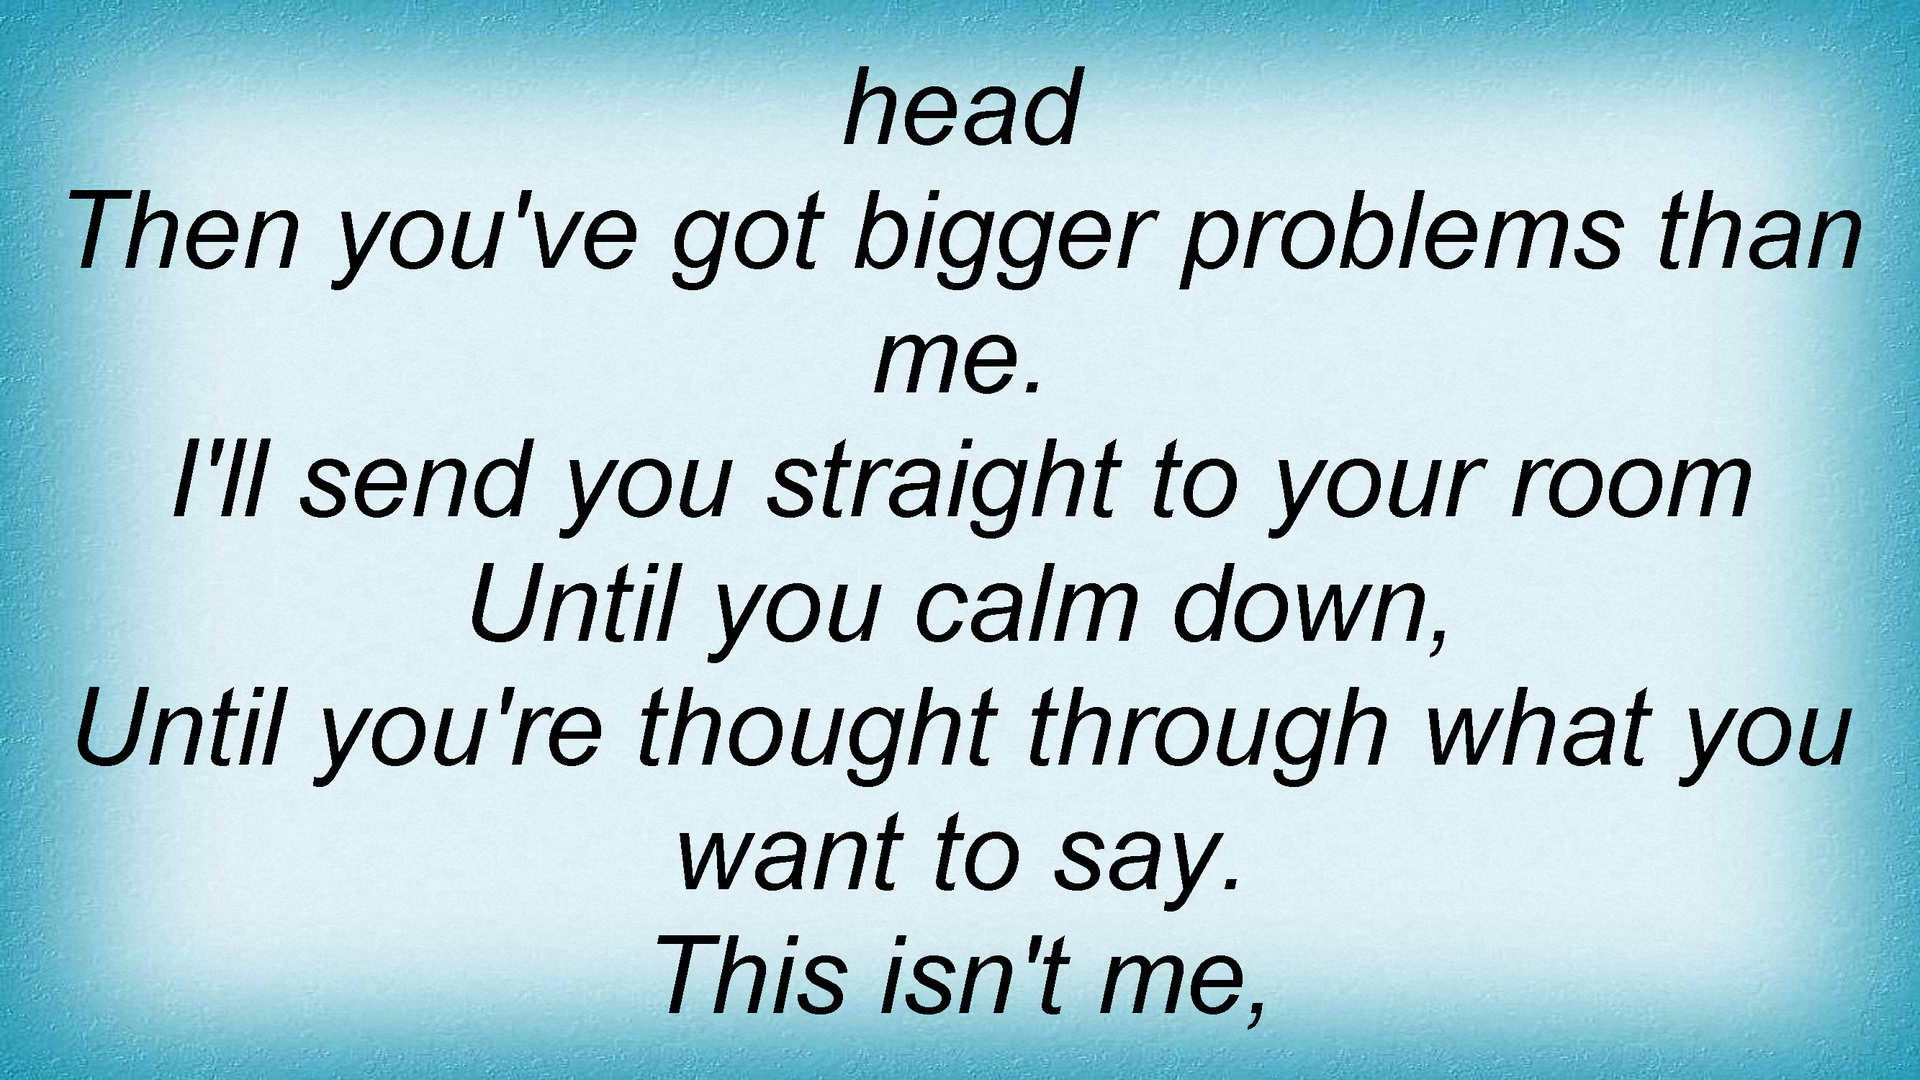 head
Then you've got bigger problems than
me.
I'll send you straight to your room
Until you calm down,
Until you're thought through what you
want to say.
This isn't me,